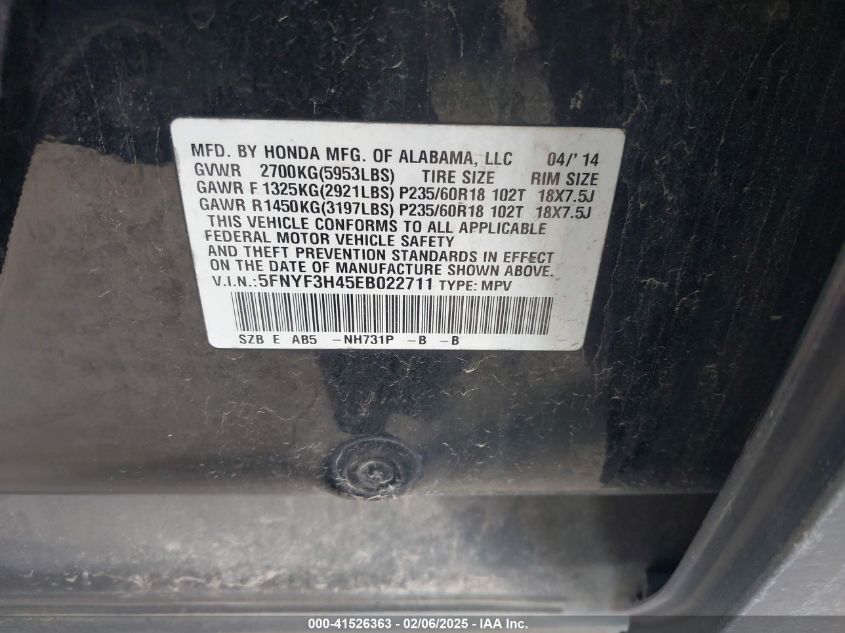 MFD. BY HONDA MFG. OF ALABAMA, LLC 04/' 14
GVWR 2700KG(5953LBS) TIRE SIZE RIM SIZE
GAWR F 1325KG(2921LBS) P235/60R18 102T 18X7.5J
GAWR R1450KG(3197LBS) P235/60R18 102T 18X7.5J
THIS VEHICLE CONFORMS TO ALL APPLICABLE
FEDERAL MOTOR VEHICLE SAFETY
AND THEFT PREVENTION STANDARDS IN EFFECT
ON THE DATE OF MANUFACTURE SHOWN ABOVE.
V.I.N.:5FNYF3H45EB022711 TYPE: MPV
SZB E AB5 -NH731P -B -B
000-41526363 - 02/06/2025 - IAA Inc.